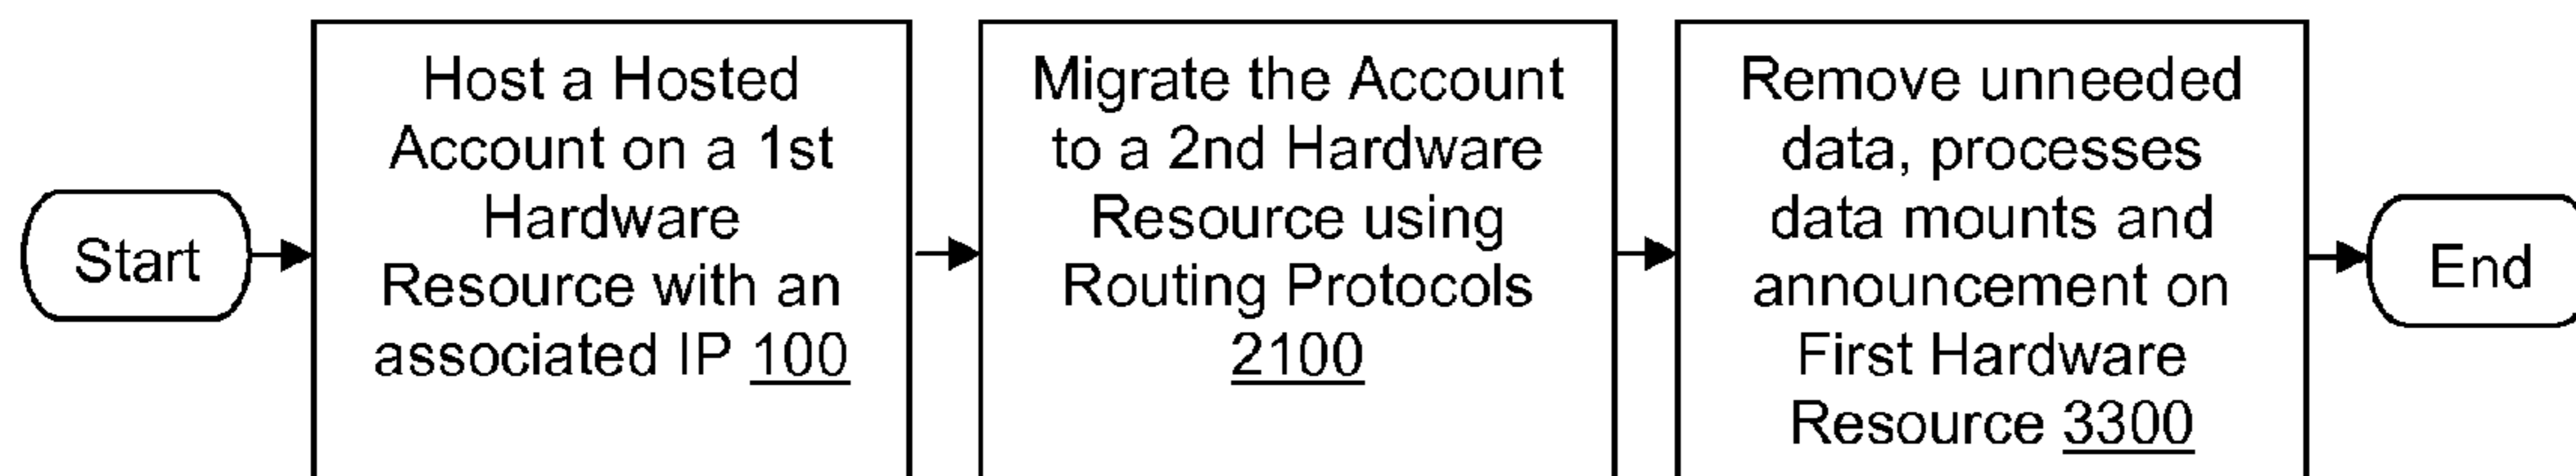 Start
Host a Hosted
Account on a 1st
Hardware
Resource with an
associated IP 100
Migrate the Account
to a 2nd Hardware
Resource using
Routing Protocols
2100
Remove unneeded
data, processes
data mounts and
announcement on
First Hardware
Resource 3300
End